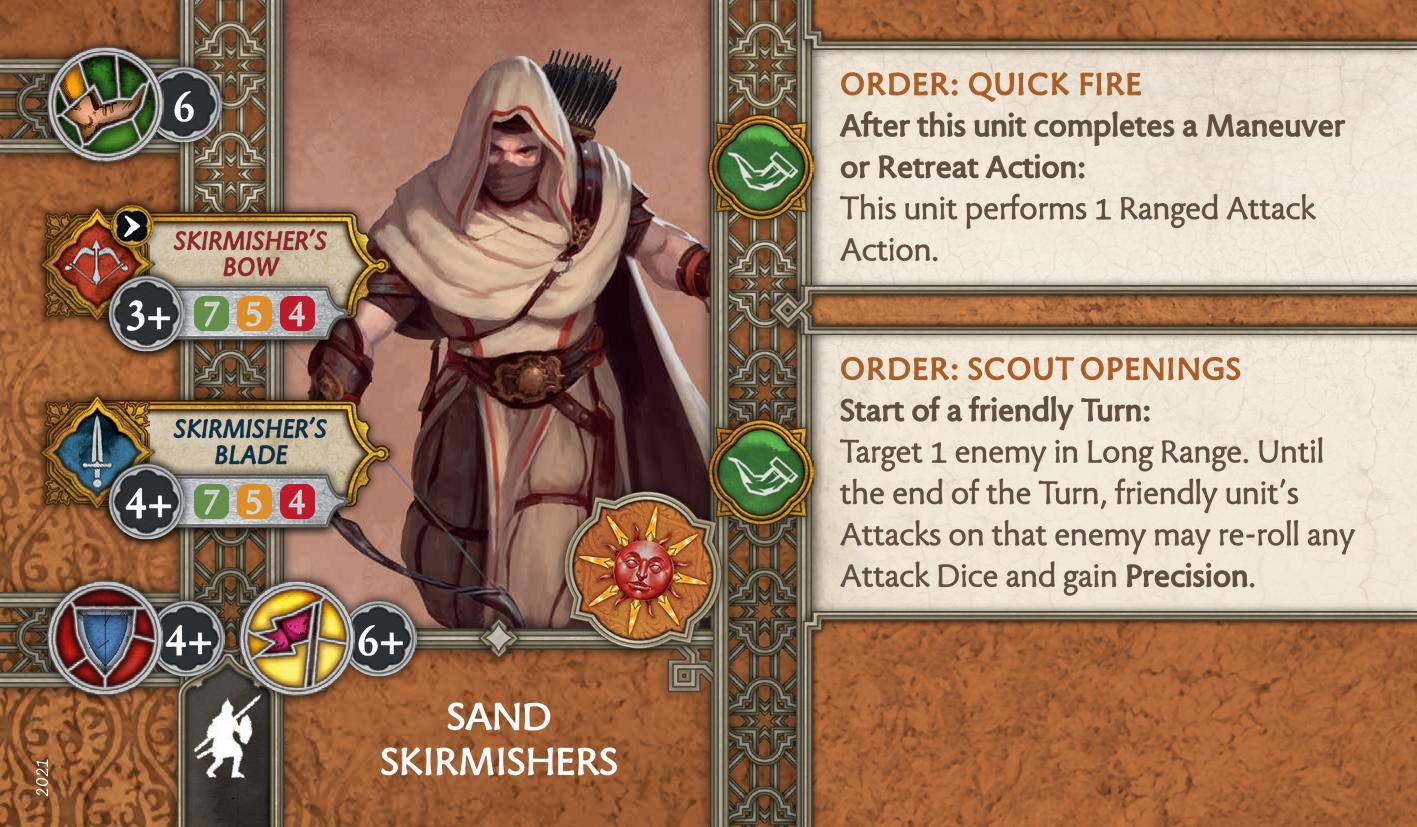 6
SKIRMISHER'S
BOW
3+ 7 5 4
SKIRMISHER'S
BLADE
4+ 7 5 4
4+ 6+
SAND
SKIRMISHERS
2021
ORDER: QUICK FIRE
After this unit completes a Maneuver
or Retreat Action:
This unit performs 1 Ranged Attack
Action.
ORDER: SCOUT OPENINGS
Start of a friendly Turn:
Target 1 enemy in Long Range. Until
the end of the Turn, friendly unit's
Attacks on that enemy may re-roll any
Attack Dice and gain Precision.